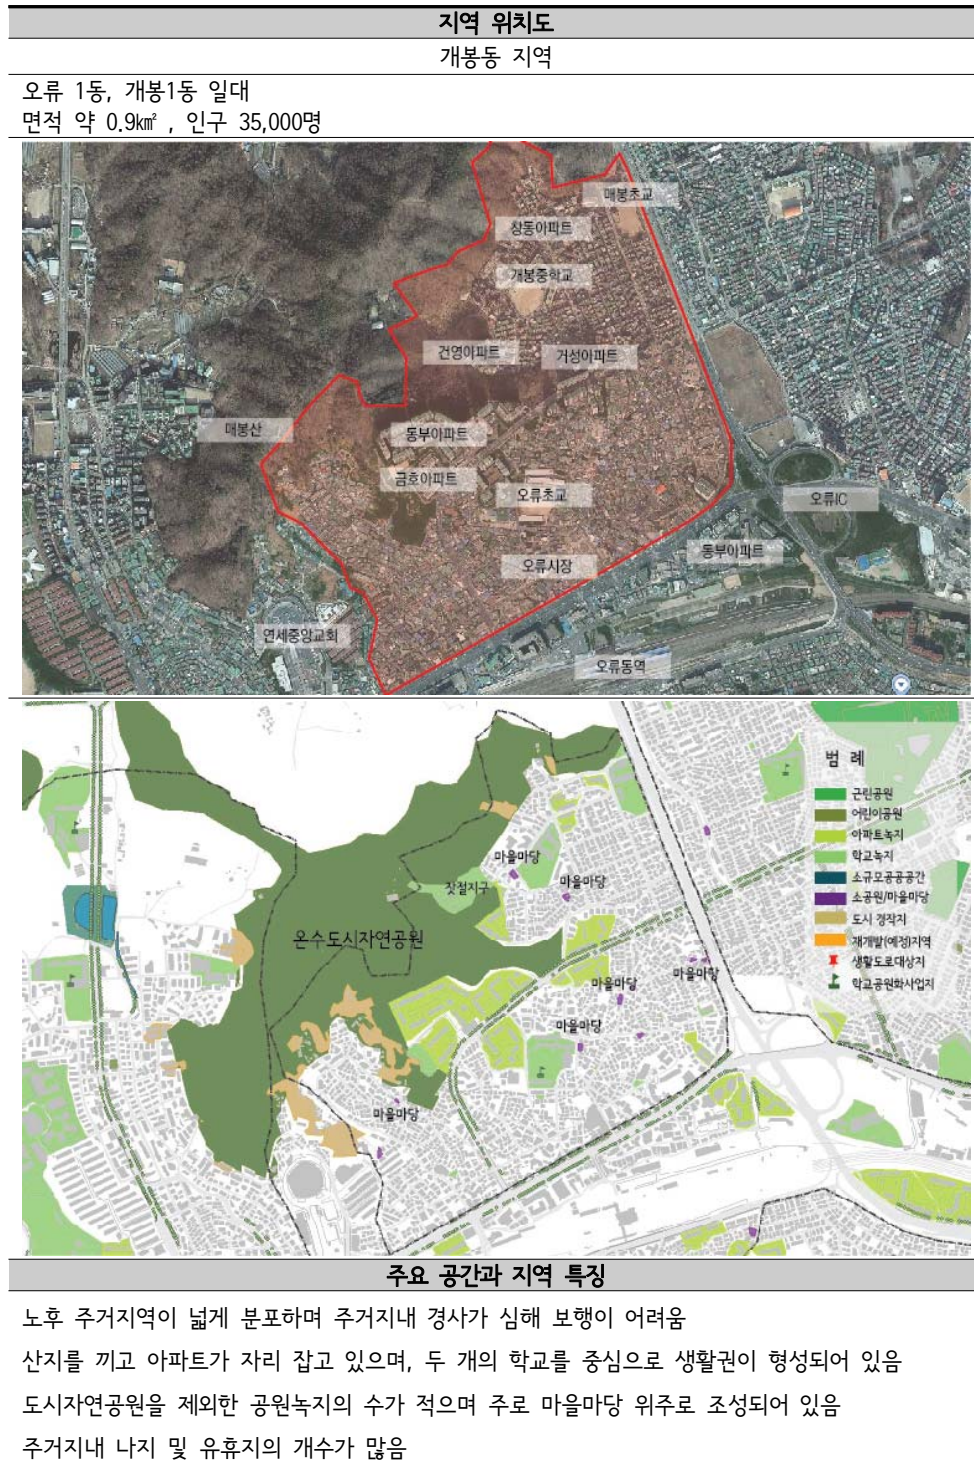 지역 위치도
개봉동 지역
오류 1동, 개봉1동 일대
면적 약 0.9㎢ , 인구 35,000명
매봉초교
창동아파트
개봉중학교
건영아파트
거성아파트
매봉산
동부아파트
금호아파트
오류초교
오류IC
동부아파트
오류시장
연세중앙교회
오류동역
범 례
근린공원
어린이공원
아파트녹지
학교녹지
소규모공공공간
소공원/마을마당
도시 경작지
재개발(예정)지역
생활도로대상지
학교공원화사업지
마을마당
마을마당
잣절지구
온수도시자연공원
마을마당
마을마당
마을마당
마을마당
주요 공간과 지역 특징
노후 주거지역이 넓게 분포하며 주거지내 경사가 심해 보행이 어려움
산지를 끼고 아파트가 자리 잡고 있으며, 두 개의 학교를 중심으로 생활권이 형성되어 있음
도시자연공원을 제외한 공원녹지의 수가 적으며 주로 마을마당 위주로 조성되어 있음
주거지내 나지 및 유휴지의 개수가 많음